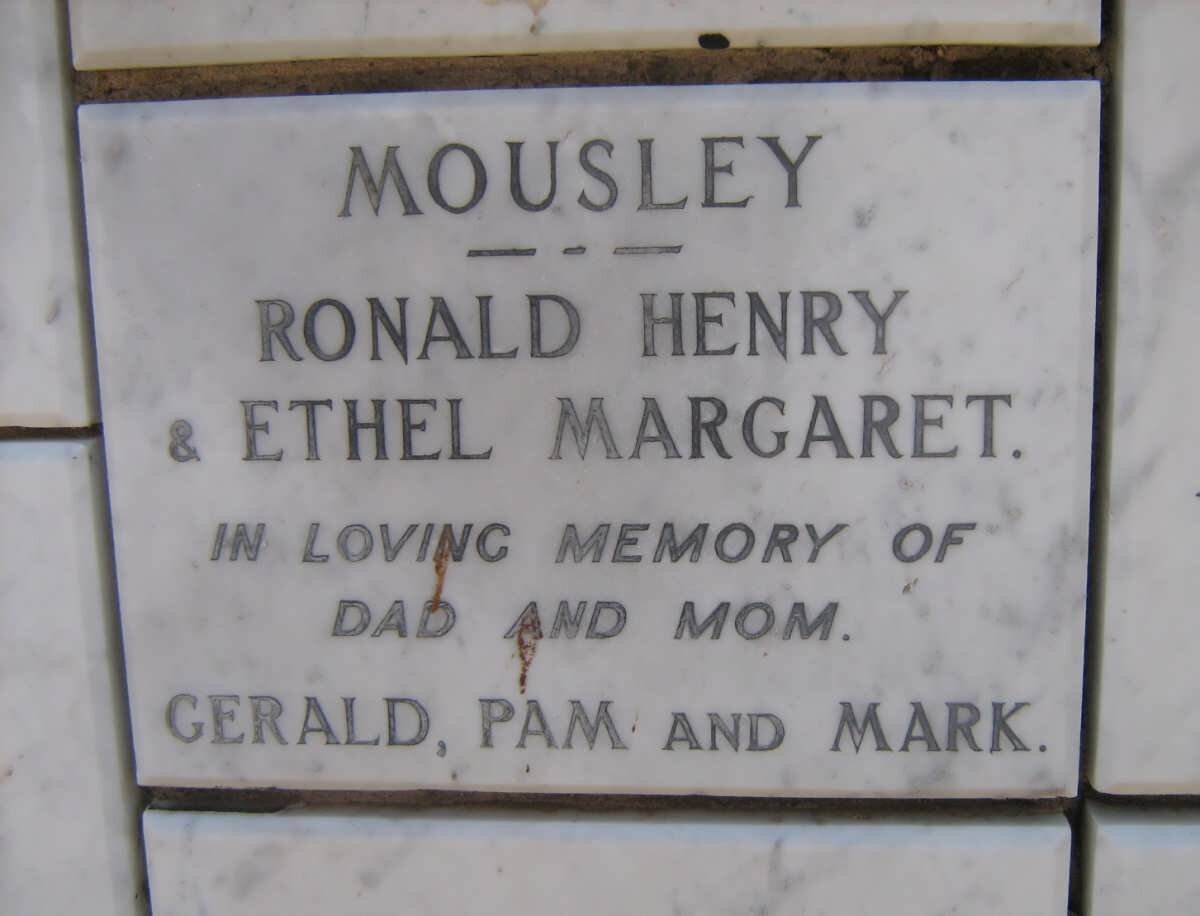 MOUSLEY
— - —
RONALD HENRY
& ETHEL MARGARET.
IN LOVING MEMORY OF
DAD AND MOM.
GERALD, PAM AND MARK.